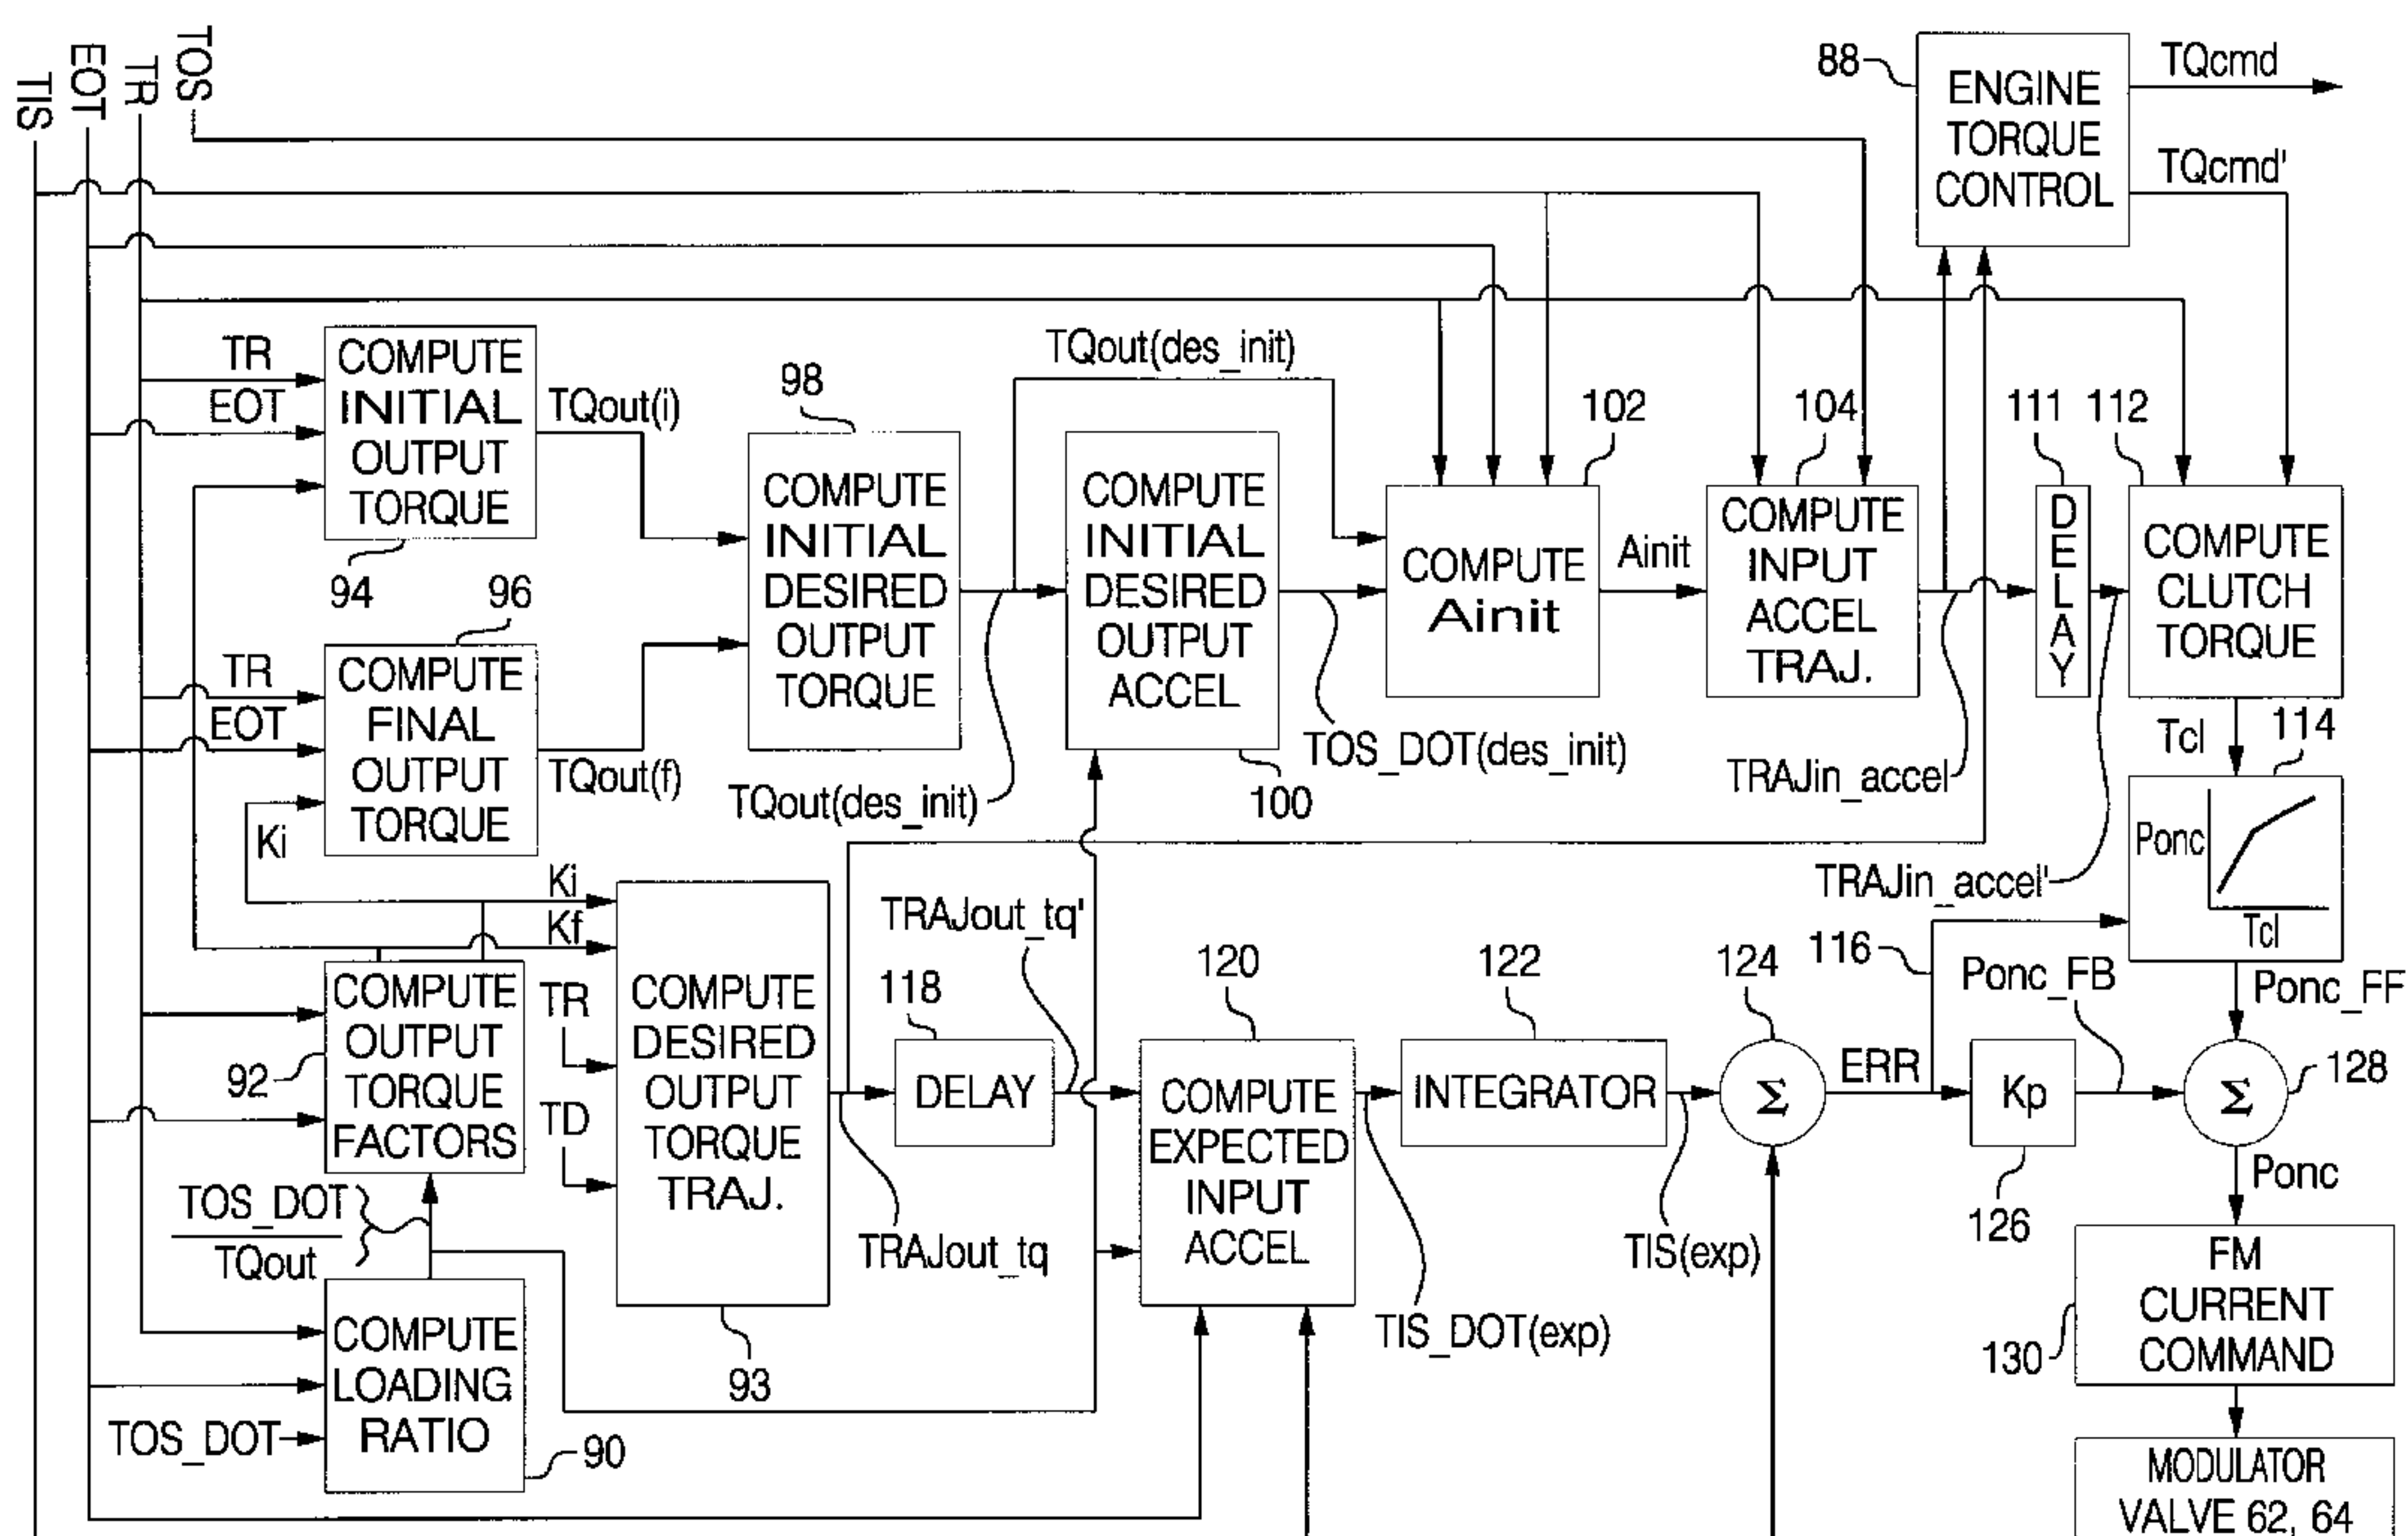 TIS
EOT
TR
TOS
88
ENGINE
TORQUE
CONTROL
TQcmd
TQcmd'
TR
EOT
COMPUTE
INITIAL
OUTPUT
TORQUE
94
TQout(i)
96
TR
EOT
COMPUTE
FINAL
OUTPUT
TORQUE
TQout(f)
Ki
98
COMPUTE
INITIAL
DESIRED
OUTPUT
TORQUE
TQout(des_init)
TQout(des_init)
COMPUTE
INITIAL
DESIRED
OUTPUT
ACCEL
100
TOS_DOT(des_init)
102
COMPUTE
Ainit
Ainit
104
COMPUTE
INPUT
ACCEL
TRAJ.
TRAJin_accel
111
DELAY
TRAJin_accel'
112
COMPUTE
CLUTCH
TORQUE
Tcl
114
Ponc
Tcl
Ponc_FF
Ki
Kf
COMPUTE
OUTPUT
TORQUE
FACTORS
92
TR
TD
COMPUTE
DESIRED
OUTPUT
TORQUE
TRAJ.
93
TRAJout_tq
118
DELAY
TRAJout_tq'
120
COMPUTE
EXPECTED
INPUT
ACCEL
TIS_DOT(exp)
122
INTEGRATOR
TIS(exp)
124
Σ
ERR
116
Ponc_FB
Kp
126
Σ
128
Ponc
TOS_DOT
TQout
COMPUTE
LOADING
RATIO
TOS_DOT
90
FM
CURRENT
COMMAND
130
MODULATOR
VALVE 62, 64